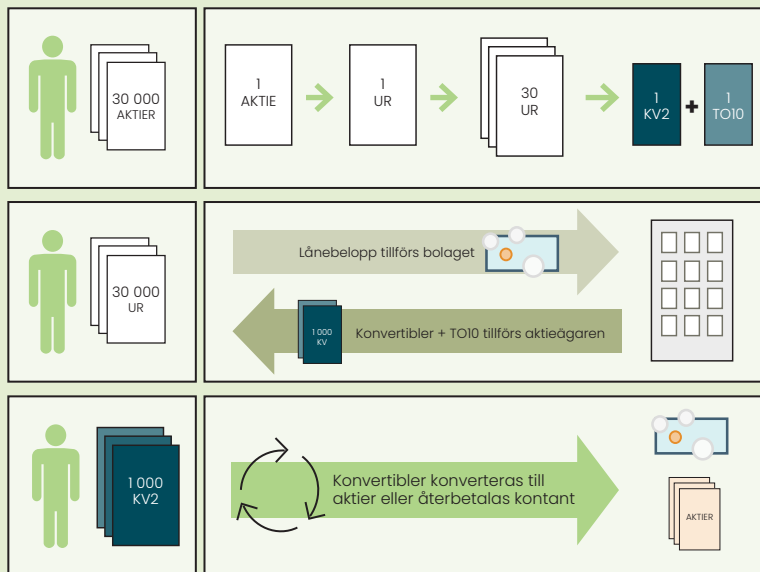 30 000
AKTIER
1
AKTIE
1
UR
30
UR
1
KV2
1
TO10
30 000
UR
Lånebelopp tillförs bolaget
1 000
KV
Konvertibler + TO10 tillförs aktieägaren
1 000
KV2
Konvertibler konverteras till
aktier eller återbetalas kontant
AKTIER